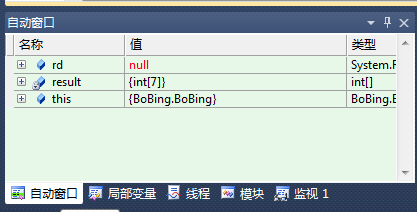 自动窗口
名称 值 类型
rd null System.F
result {int[7]} int[]
this {BoBing.BoBing} BoBing.B
自动窗口 局部变量 线程 模块 监视 1